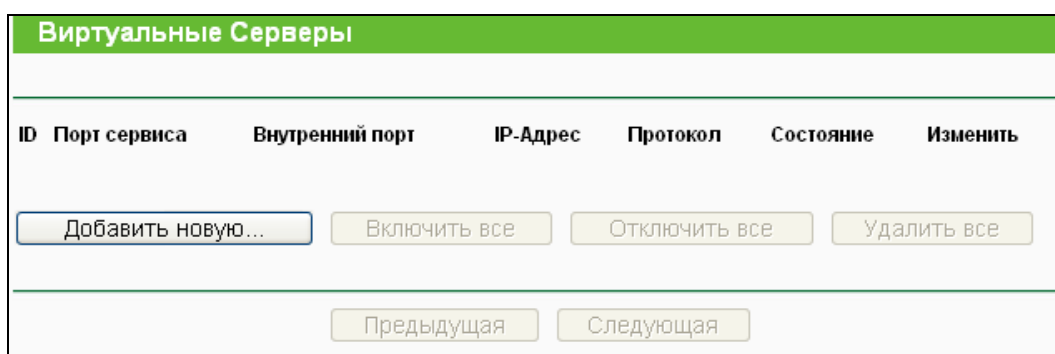 Виртуальные Серверы
ID Порт сервиса Внутренний порт IP-Адрес Протокол Состояние Изменить
Добавить новую... Включить все Отключить все Удалить все
Предыдущая Следующая